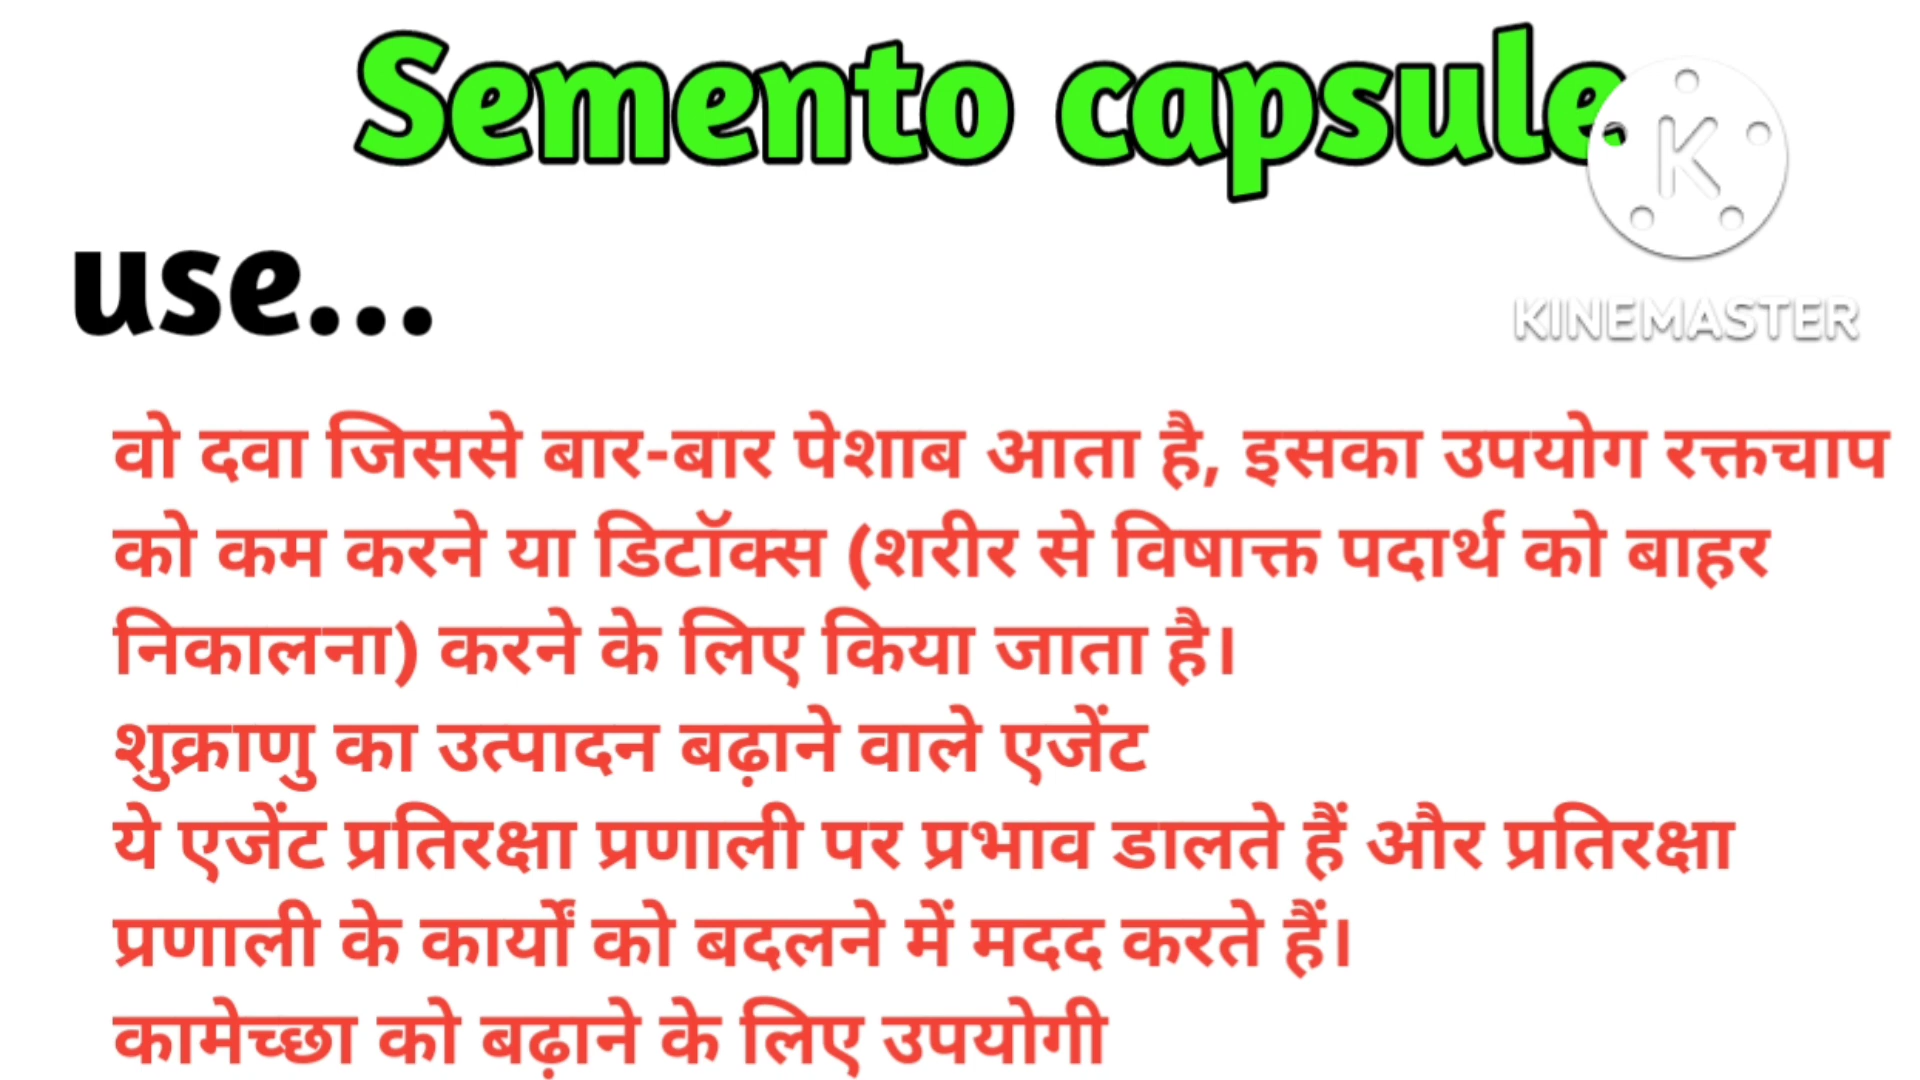 Semento capsule
use...
KINEMASTER
वो दवा जिससे बार-बार पेशाब आता है, इसका उपयोग रक्तचाप
को कम करने या डिटॉक्स (शरीर से विषाक्त पदार्थ को बाहर
निकालना) करने के लिए किया जाता है।
शुक्राणु का उत्पादन बढ़ाने वाले एजेंट
ये एजेंट प्रतिरक्षा प्रणाली पर प्रभाव डालते हैं और प्रतिरक्षा
प्रणाली के कार्यों को बदलने में मदद करते हैं।
कामेच्छा को बढ़ाने के लिए उपयोगी